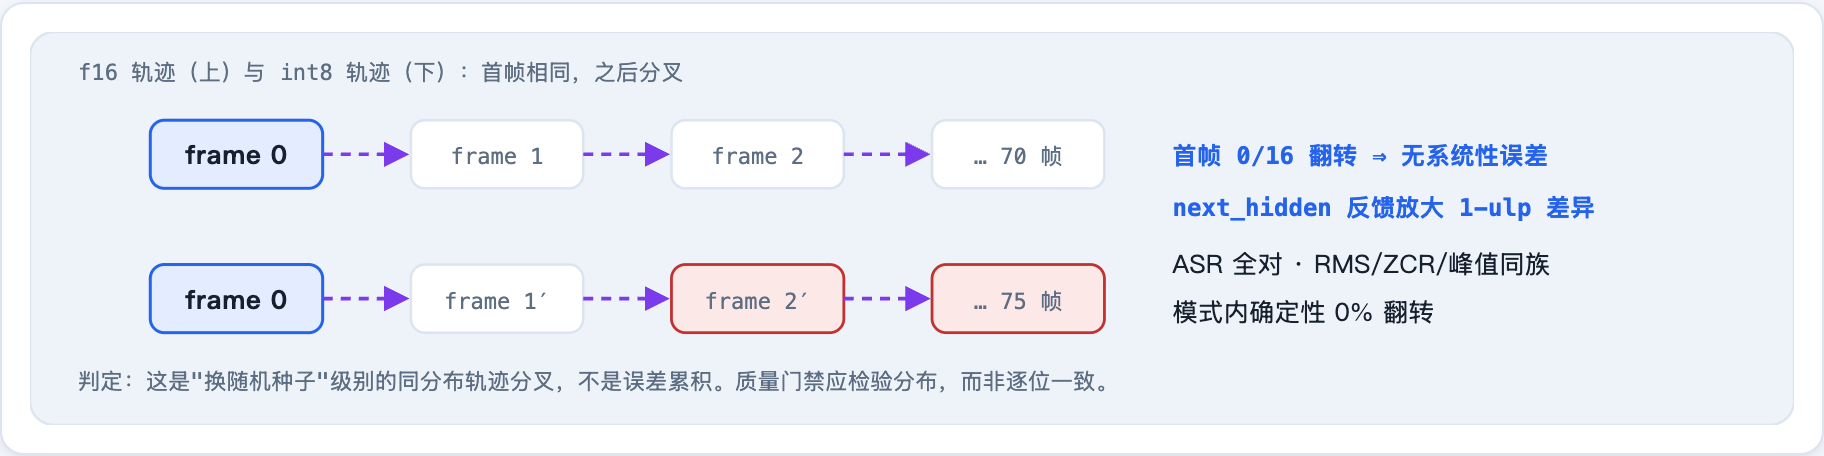 f16 轨迹（上）与 int8 轨迹（下）：首帧相同，之后分叉
frame 0
frame 1
frame 2
… 70 帧
首帧 0/16 翻转 ⇒ 无系统性误差
next_hidden 反馈放大 1-ulp 差异
ASR 全对 · RMS/ZCR/峰值同族
模式内确定性 0% 翻转
frame 0
frame 1′
frame 2′
… 75 帧
判定：这是"换随机种子"级别的同分布轨迹分叉，不是误差累积。质量门禁应检验分布，而非逐位一致。